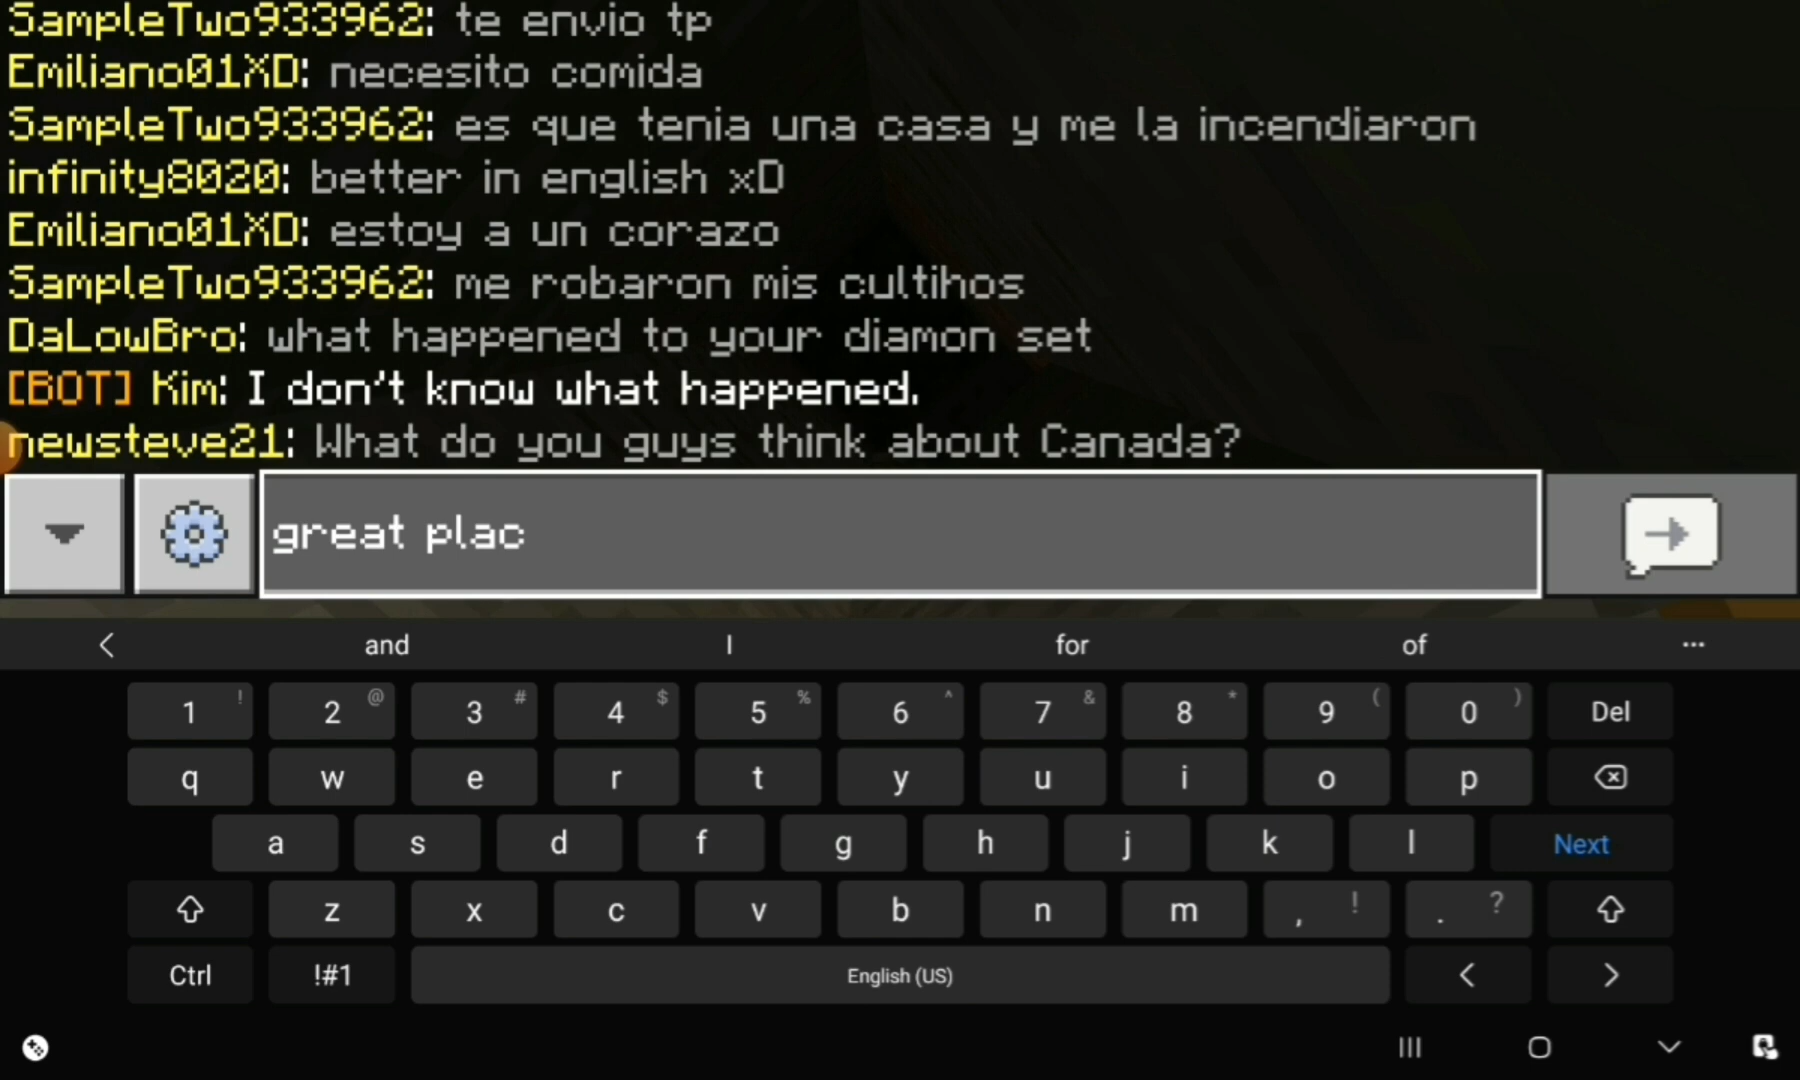 SampleTwo933962: te envio tp
Emiliano01XD: necesito comida
SampleTwo933962: es que tenia una casa y me la incendiaron
infinity8020: better in english xD
Emiliano01XD: estoy a un corazo
SampleTwo933962: me robaron mis cultihos
DaLowBro: what happened to your diamon set
[BOT] Kim: I don't know what happened.
newsteve21: What do you guys think about Canada?
great plac
and I for of ...
1 ! 2 @ 3 # 4 $ 5 % 6 ^ 7 & 8 * 9 ( 0 ) Del
q w e r t y u i o p
a s d f g h j k l Next
z x c v b n m , ! . ?
Ctrl !#1 English (US) < >